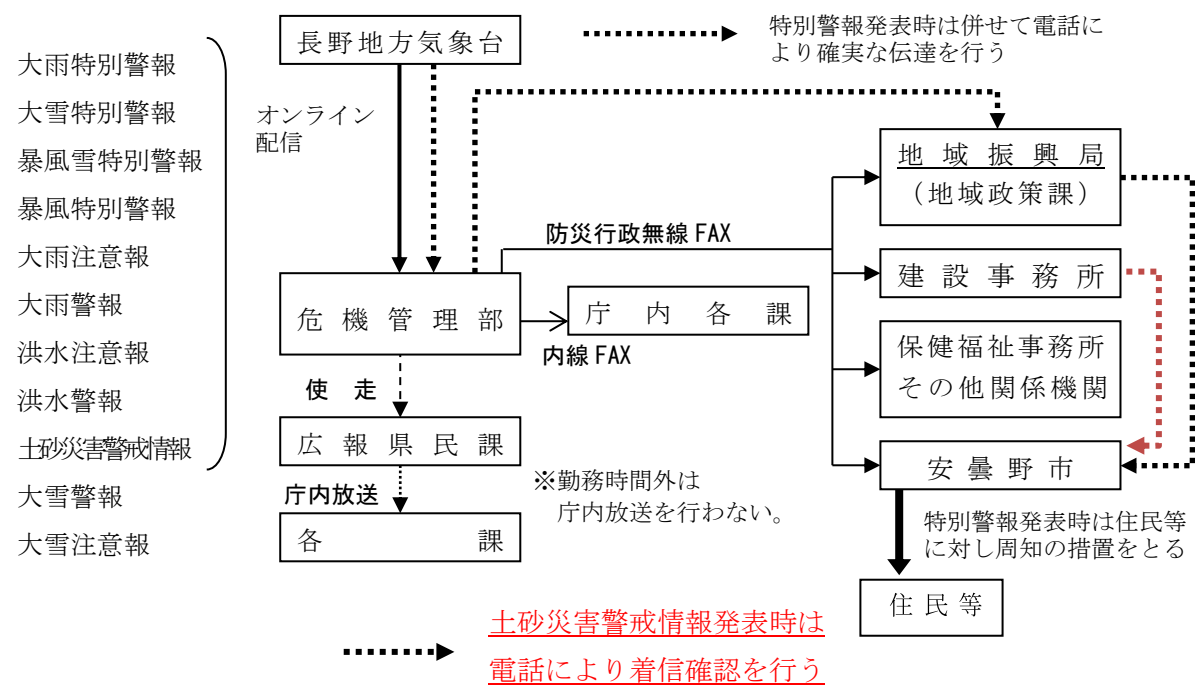 長野地方気象台
特別警報発表時は併せて電話に
より確実な伝達を行う
大雨特別警報
大雪特別警報
暴風雪特別警報
暴風特別警報
大雨注意報
大雨警報
洪水注意報
洪水警報
土砂災害警戒情報
大雪警報
大雪注意報
オンライン
配信
地域振興局
（地域政策課）
防災行政無線 FAX
建設事務所
危機管理部
庁内各課
内線 FAX
保健福祉事務所
その他関係機関
使走
広報県民課
安曇野市
庁内放送
※勤務時間外は
庁内放送を行わない。
各課
特別警報発表時は住民等
に対し周知の措置をとる
住民等
土砂災害警戒情報発表時は
電話により着信確認を行う